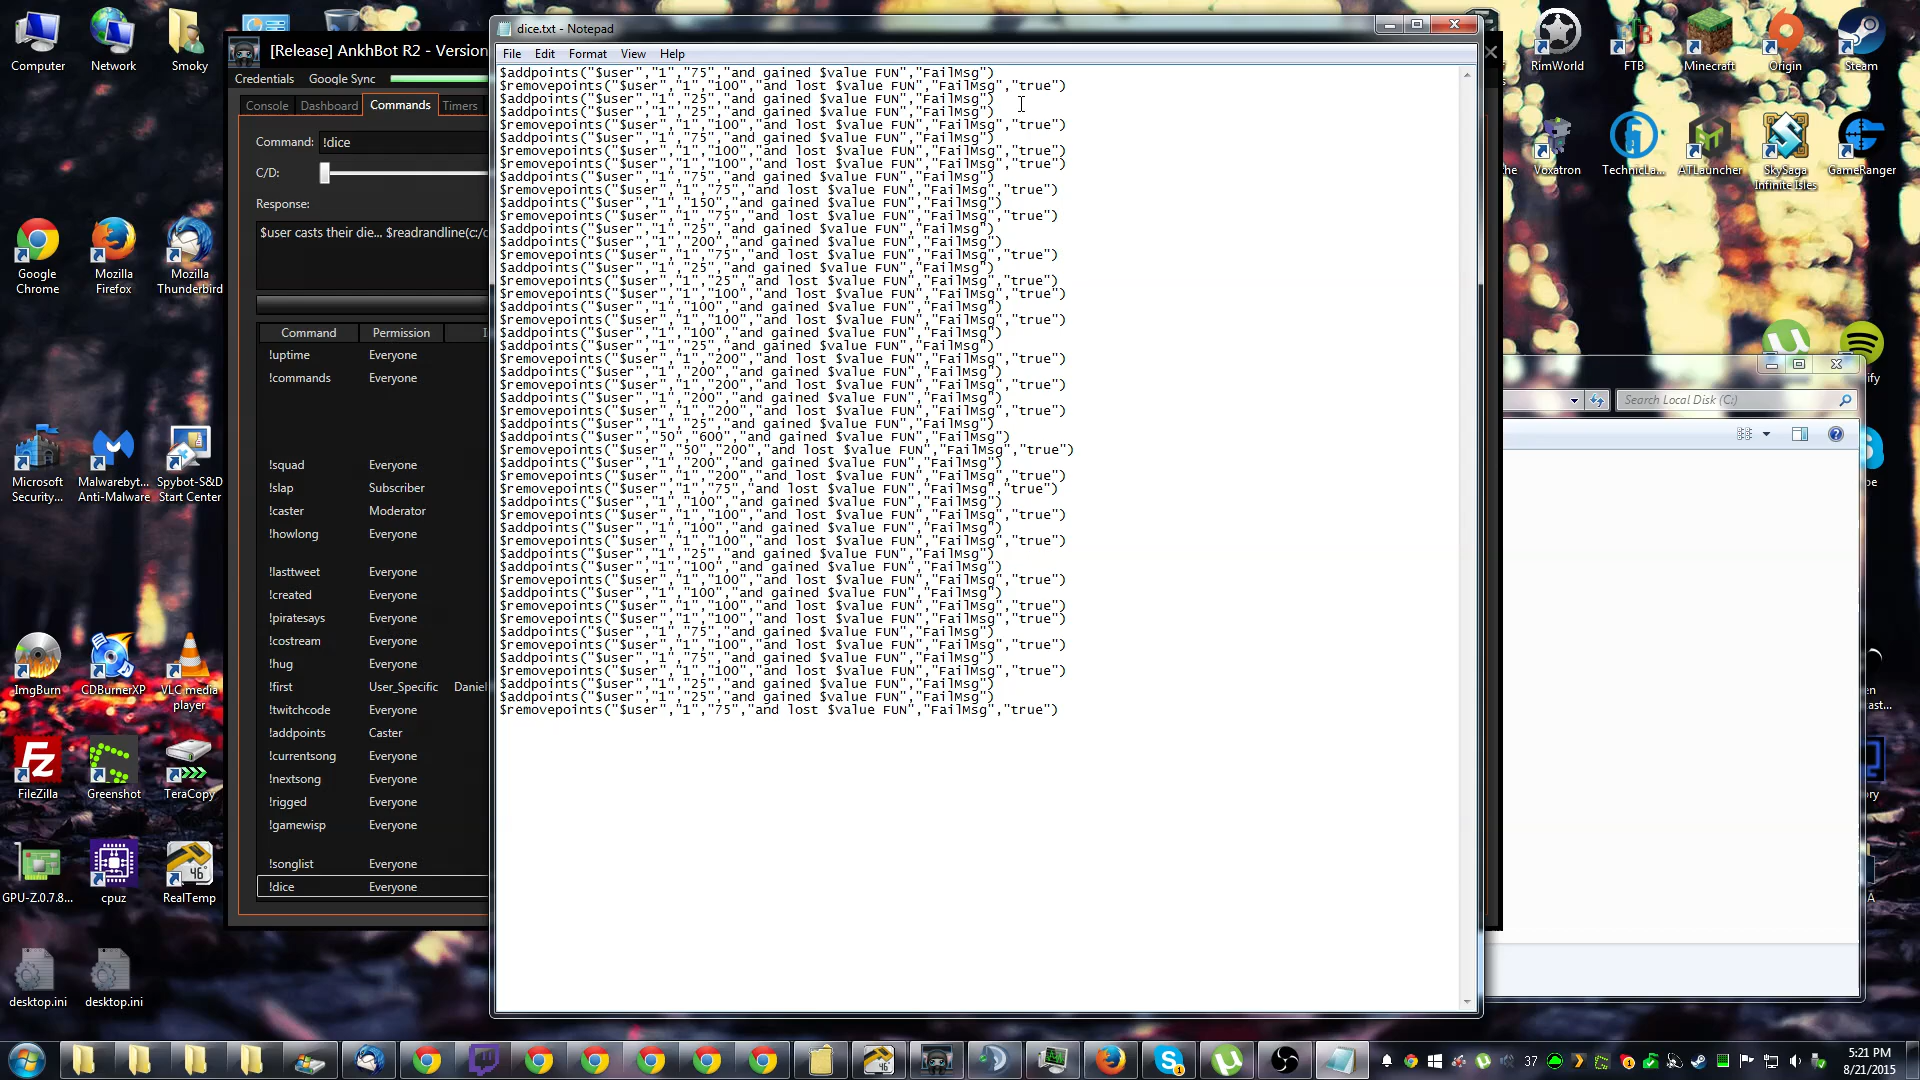 Computer
Network
Smoky
Google Chrome
Mozilla Firefox
Mozilla Thunderbird
Microsoft Security...
Malwarebyt... Anti-Malware
Spybot-S&D Start Center
ImgBurn
CDBurnerXP
VLC media player
FileZilla
Greenshot
TeraCopy
GPU-Z.0.7.8...
cpuz
RealTemp
desktop.ini
desktop.ini
[Release] AnkhBot R2 - Version
Credentials
Google Sync
Console
Dashboard
Commands
Timers
Command: !dice
C/D:
Response:
$user casts their die... $readrandline(c:/
Command
Permission
!uptime Everyone
!commands Everyone
!squad Everyone
!slap Subscriber
!caster Moderator
!howlong Everyone
!lasttweet Everyone
!created Everyone
!piratesays Everyone
!costream Everyone
!hug Everyone
!first User_Specific Daniel
!twitchcode Everyone
!addpoints Caster
!currentsong Everyone
!nextsong Everyone
!rigged Everyone
!gamewisp Everyone
!songlist Everyone
!dice Everyone
dice.txt - Notepad
File Edit Format View Help
$addpoints("$user","1","75","and gained $value FUN","FailMsg")
$removepoints("$user","1","100","and lost $value FUN","FailMsg","true")
$addpoints("$user","1","25","and gained $value FUN","FailMsg")
$addpoints("$user","1","25","and gained $value FUN","FailMsg")
$removepoints("$user","1","100","and lost $value FUN","FailMsg","true")
$addpoints("$user","1","75","and gained $value FUN","FailMsg")
$removepoints("$user","1","100","and lost $value FUN","FailMsg","true")
$removepoints("$user","1","100","and lost $value FUN","FailMsg","true")
$addpoints("$user","1","75","and gained $value FUN","FailMsg")
$removepoints("$user","1","75","and lost $value FUN","FailMsg","true")
$addpoints("$user","1","150","and gained $value FUN","FailMsg")
$removepoints("$user","1","75","and lost $value FUN","FailMsg","true")
$addpoints("$user","1","25","and gained $value FUN","FailMsg")
$addpoints("$user","1","200","and gained $value FUN","FailMsg")
$removepoints("$user","1","75","and lost $value FUN","FailMsg","true")
$addpoints("$user","1","25","and gained $value FUN","FailMsg")
$removepoints("$user","1","25","and lost $value FUN","FailMsg","true")
$removepoints("$user","1","100","and lost $value FUN","FailMsg","true")
$addpoints("$user","1","100","and gained $value FUN","FailMsg")
$removepoints("$user","1","100","and lost $value FUN","FailMsg","true")
$addpoints("$user","1","100","and gained $value FUN","FailMsg")
$addpoints("$user","1","25","and gained $value FUN","FailMsg")
$removepoints("$user","1","200","and lost $value FUN","FailMsg","true")
$addpoints("$user","1","200","and gained $value FUN","FailMsg")
$removepoints("$user","1","200","and lost $value FUN","FailMsg","true")
$addpoints("$user","1","200","and gained $value FUN","FailMsg")
$removepoints("$user","1","200","and lost $value FUN","FailMsg","true")
$addpoints("$user","1","25","and gained $value FUN","FailMsg")
$addpoints("$user","50","600","and gained $value FUN","FailMsg")
$removepoints("$user","50","200","and lost $value FUN","FailMsg","true")
$addpoints("$user","1","200","and gained $value FUN","FailMsg")
$removepoints("$user","1","200","and lost $value FUN","FailMsg","true")
$removepoints("$user","1","75","and lost $value FUN","FailMsg","true")
$addpoints("$user","1","100","and gained $value FUN","FailMsg")
$removepoints("$user","1","100","and lost $value FUN","FailMsg","true")
$addpoints("$user","1","100","and gained $value FUN","FailMsg")
$removepoints("$user","1","100","and lost $value FUN","FailMsg","true")
$addpoints("$user","1","25","and gained $value FUN","FailMsg")
$addpoints("$user","1","100","and gained $value FUN","FailMsg")
$removepoints("$user","1","100","and lost $value FUN","FailMsg","true")
$addpoints("$user","1","100","and gained $value FUN","FailMsg")
$removepoints("$user","1","100","and lost $value FUN","FailMsg","true")
$removepoints("$user","1","100","and lost $value FUN","FailMsg","true")
$addpoints("$user","1","75","and gained $value FUN","FailMsg")
$removepoints("$user","1","100","and lost $value FUN","FailMsg","true")
$addpoints("$user","1","75","and gained $value FUN","FailMsg")
$removepoints("$user","1","100","and lost $value FUN","FailMsg","true")
$addpoints("$user","1","25","and gained $value FUN","FailMsg")
$addpoints("$user","1","25","and gained $value FUN","FailMsg")
$removepoints("$user","1","75","and lost $value FUN","FailMsg","true")
RimWorld
FTB
Minecraft
Origin
Steam
Voxatron
TechnicLa...
ATLauncher
SkySaga Infinite Isles
GameRanger
Search Local Disk (C:)
37
5:21 PM
8/21/2015